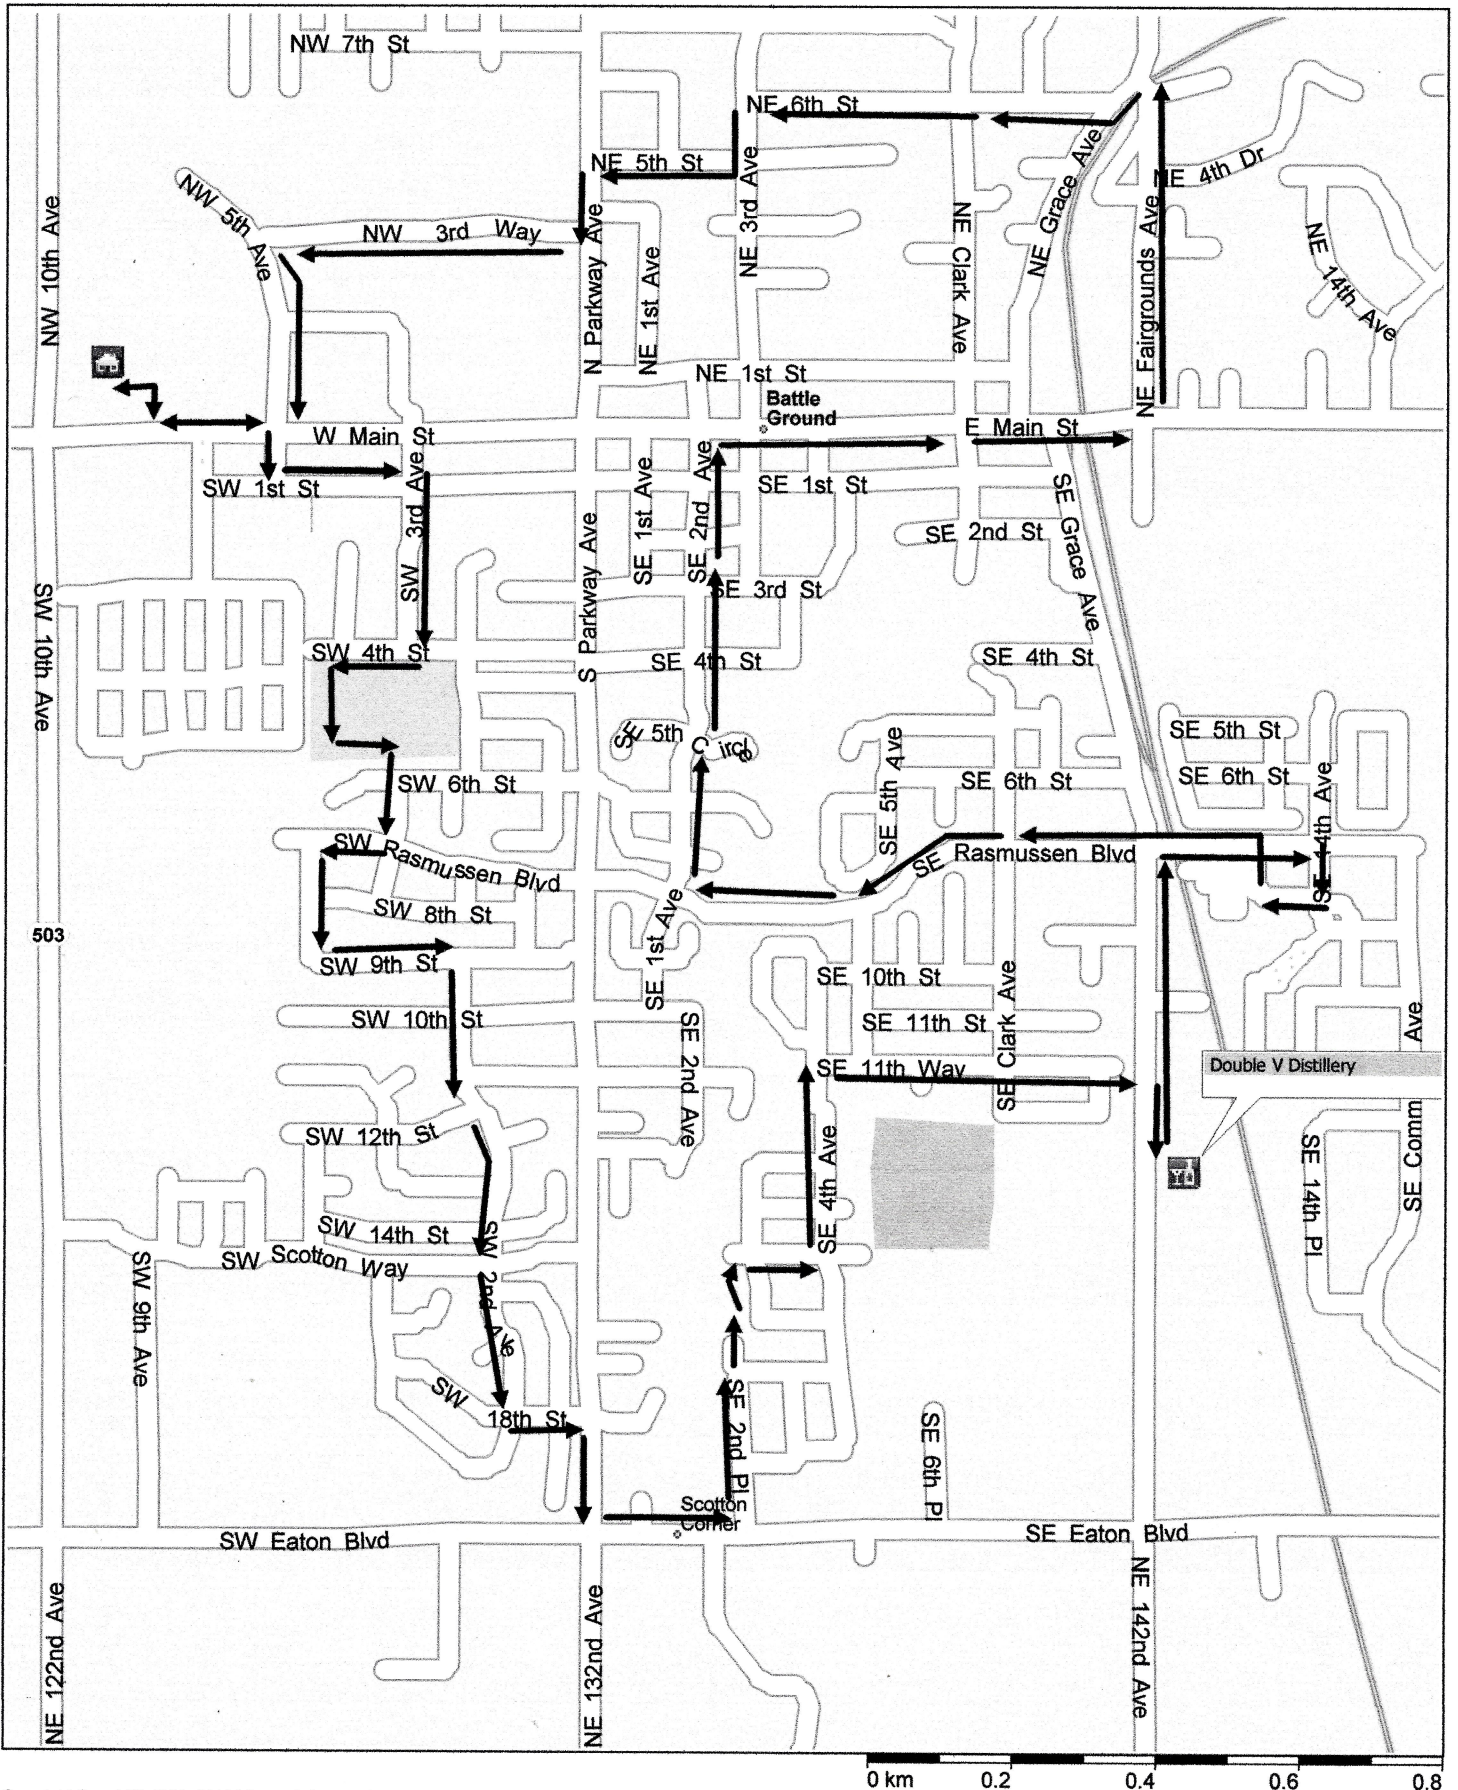 NW 7th St
NE 6th St
NE 5th St
NE 4th Dr
NW 5th Ave
NW 3rd Way
NW 10th Ave
N Parkway Ave
NE 1st Ave
NE 3rd Ave
NE Clark Ave
NE Grace Ave
NE Fairgrounds Ave
NE 14th Ave
NE 1st St
Battle
Ground
W Main St
E Main St
SW 1st St
SW 3rd Ave
SE 1st Ave
SE 2nd Ave
SE 1st St
SE 2nd St
SE Grace Ave
SE 3rd St
S Parkway Ave
SW 10th Ave
SW 4th St
SE 4th St
SE 4th St
SE 5th Circle
SE 5th Ave
SE 5th St
SW 6th St
SE 6th St
SE 6th St
SE 14th Ave
SW Rasmussen Blvd
SE Rasmussen Blvd
SW 8th St
503
SE 1st Ave
SW 9th St
SE 10th St
SW 10th St
SE 11th St
SE 2nd Ave
SE Clark Ave
SE 11th Way
Double V Distillery
SE Comm Ave
SW 12th St
SE 4th Ave
SE 14th Pl
SW 14th St
SW Scotton Way
SW 2nd Ave
SW 9th Ave
SW 18th St
SE 2nd Pl
SE 6th Pl
Scotton
Corner
SW Eaton Blvd
SE Eaton Blvd
NE 122nd Ave
NE 132nd Ave
NE 142nd Ave
0 km 0.2 0.4 0.6 0.8